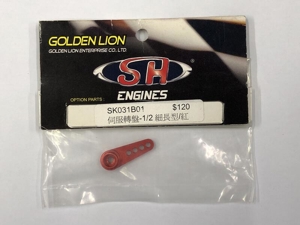 GOLDEN LION
GOLDEN LION ENTERPRISE CO., LTD.
SH
OPTION PARTS
ENGINES
SK031B01 $120
伺服轉盤-1/2 細長型/紅